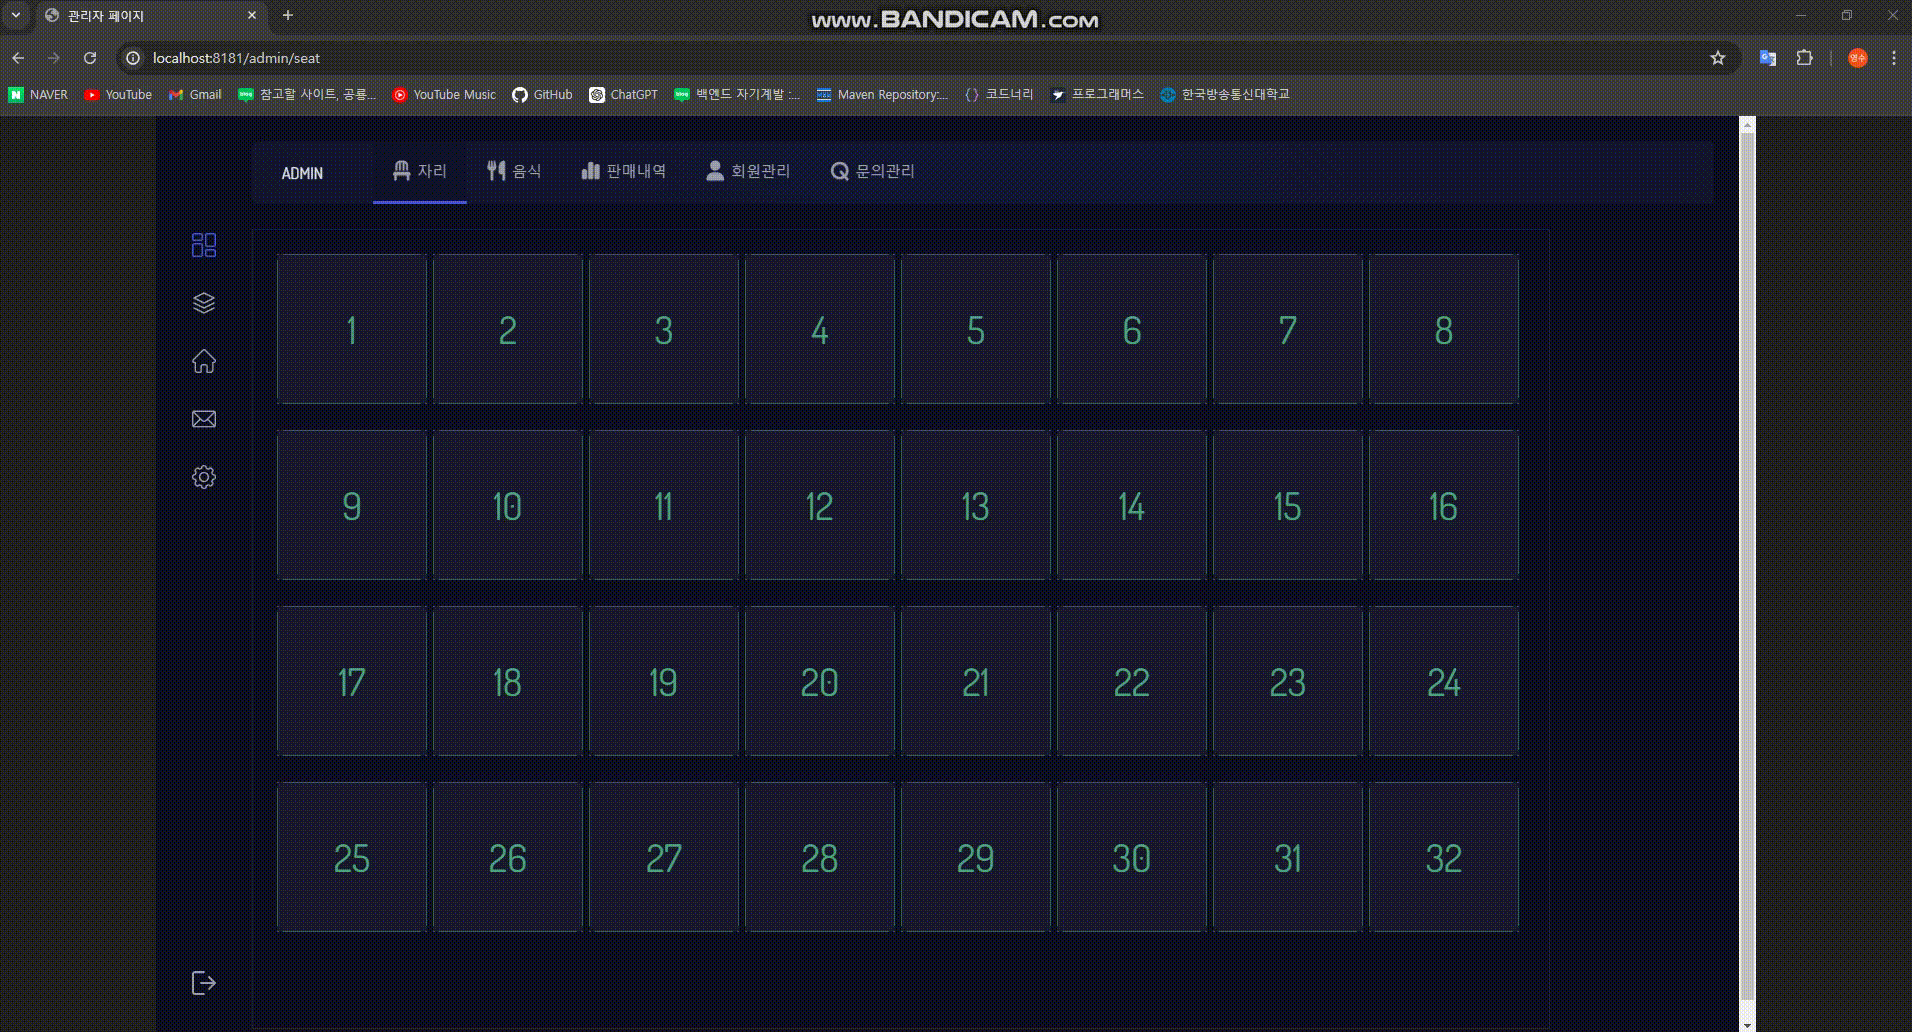 관리자 페이지
www.BANDICAM.com
localhost:8181/admin/seat
영수
NAVER YouTube Gmail 참고할 사이트, 공룡... YouTube Music GitHub ChatGPT 백엔드 자기계발 :... Maven Repository:... 코드너리 프로그래머스 한국방송통신대학교
ADMIN 자리 음식 판매내역 회원관리 문의관리
1 2 3 4 5 6 7 8
9 10 11 12 13 14 15 16
17 18 19 20 21 22 23 24
25 26 27 28 29 30 31 32